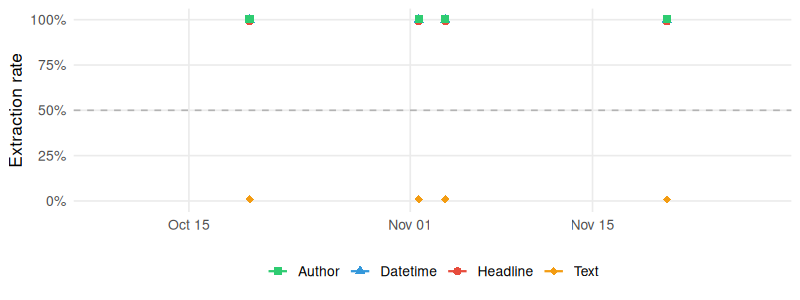 Extraction rate
100%
75%
50%
25%
0%
Oct 15 Nov 01 Nov 15
Author Datetime Headline Text